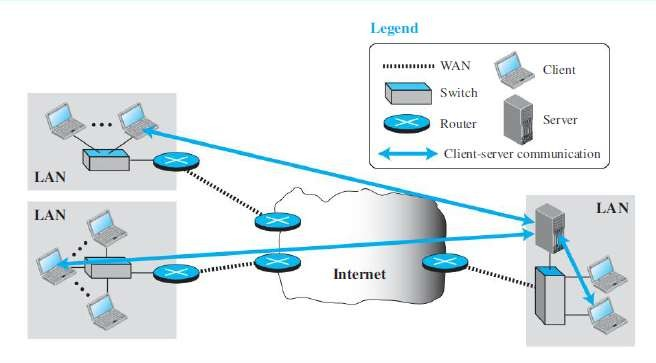 Legend
WAN
Client
Switch
Router
Server
Client-server communication
LAN
LAN
LAN
Internet